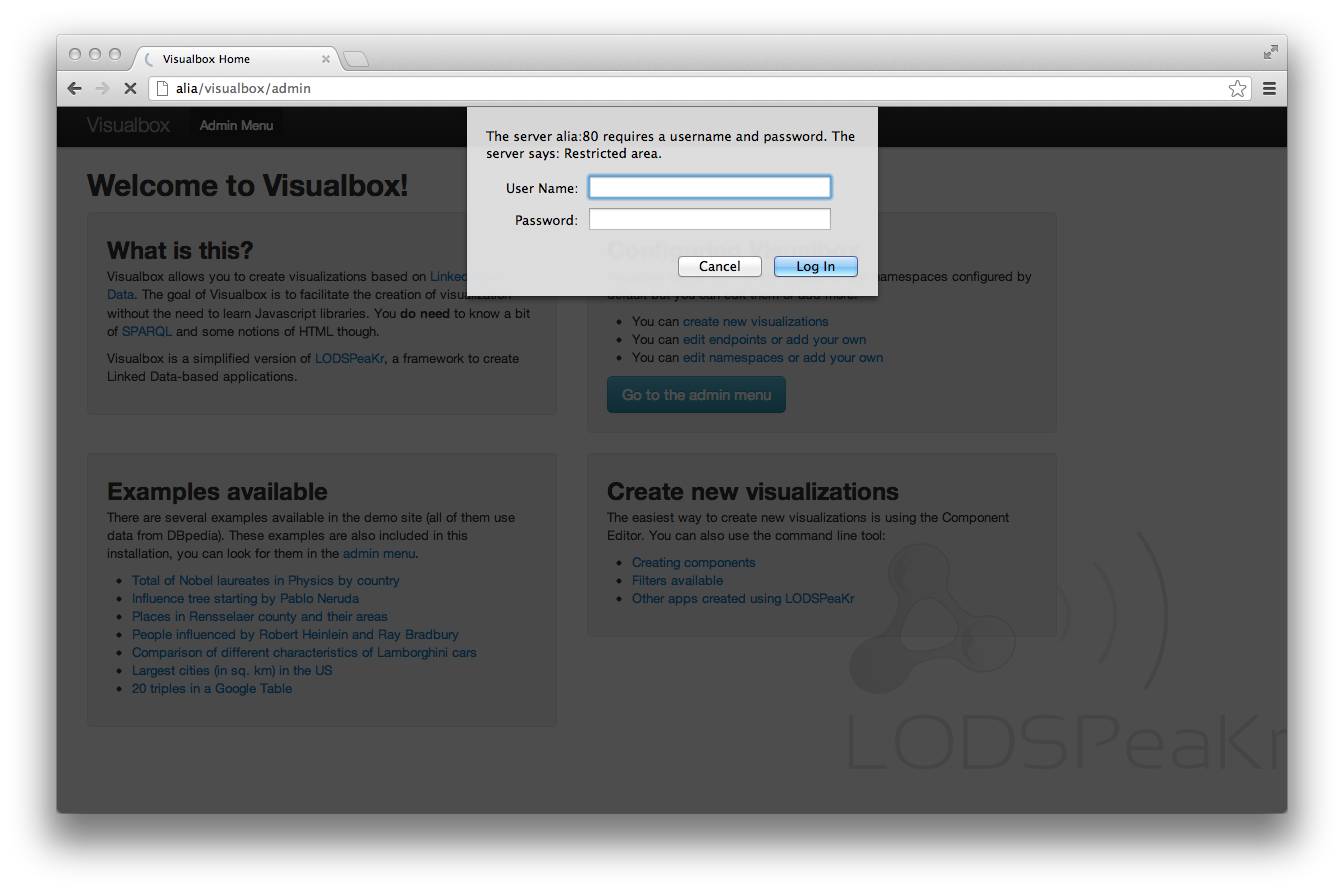 Visualbox Home
alia/visualbox/admin
Visualbox
Admin Menu
The server alia:80 requires a username and password. The
server says: Restricted area.
User Name:
Password:
Cancel
Log In
Welcome to Visualbox!
What is this?
Visualbox allows you to create visualizations based on Linked
Data. The goal of Visualbox is to facilitate the creation of visualization
without the need to learn Javascript libraries. You do need to know a bit
of SPARQL and some notions of HTML though.
Visualbox is a simplified version of LODSPeaKr, a framework to create
Linked Data-based applications.
Configuring Visualbox
namespaces configured by
default but you can edit them or add more.
You can create new visualizations
You can edit endpoints or add your own
You can edit namespaces or add your own
Go to the admin menu
Examples available
There are several examples available in the demo site (all of them use
data from DBpedia). These examples are also included in this
installation, you can look for them in the admin menu.
Total of Nobel laureates in Physics by country
Influence tree starting by Pablo Neruda
Places in Rensselaer county and their areas
People influenced by Robert Heinlein and Ray Bradbury
Comparison of different characteristics of Lamborghini cars
Largest cities (in sq. km) in the US
20 triples in a Google Table
Create new visualizations
The easiest way to create new visualizations is using the Component
Editor. You can also use the command line tool:
Creating components
Filters available
Other apps created using LODSPeaKr
LODSPeaKr